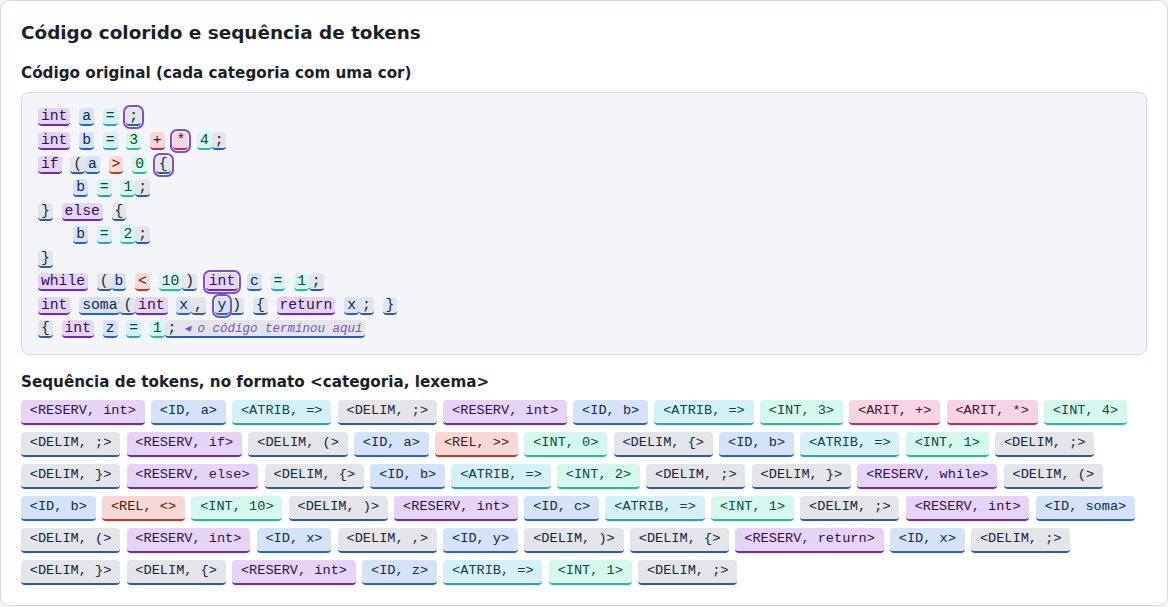 Código colorido e sequência de tokens
Código original (cada categoria com uma cor)
int a = ;
int b = 3 + * 4;
if (a > 0 {
    b = 1;
} else {
    b = 2;
}
while (b < 10) int c = 1;
int soma(int x, y) { return x; }
{ int z = 1; ◂ o código terminou aqui
Sequência de tokens, no formato <categoria, lexema>
<RESERV, int> <ID, a> <ATRIB, => <DELIM, ;> <RESERV, int> <ID, b> <ATRIB, => <INT, 3> <ARIT, +> <ARIT, *> <INT, 4>
<DELIM, ;> <RESERV, if> <DELIM, (> <ID, a> <REL, >> <INT, 0> <DELIM, {> <ID, b> <ATRIB, => <INT, 1> <DELIM, ;>
<DELIM, }> <RESERV, else> <DELIM, {> <ID, b> <ATRIB, => <INT, 2> <DELIM, ;> <DELIM, }> <RESERV, while> <DELIM, (>
<ID, b> <REL, <> <INT, 10> <DELIM, )> <RESERV, int> <ID, c> <ATRIB, => <INT, 1> <DELIM, ;> <RESERV, int> <ID, soma>
<DELIM, (> <RESERV, int> <ID, x> <DELIM, ,> <ID, y> <DELIM, )> <DELIM, {> <RESERV, return> <ID, x> <DELIM, ;>
<DELIM, }> <DELIM, {> <RESERV, int> <ID, z> <ATRIB, => <INT, 1> <DELIM, ;>